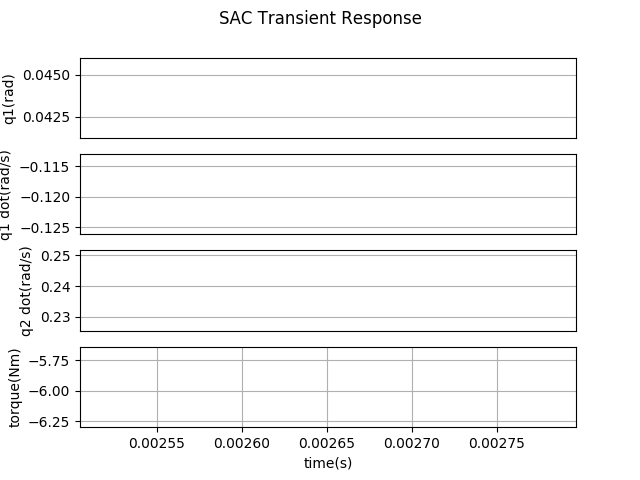 SAC Transient Response
0.0450
0.0425
q1(rad)
−0.115
−0.120
−0.125
q1 dot(rad/s)
0.25
0.24
0.23
q2 dot(rad/s)
−5.75
−6.00
−6.25
torque(Nm)
0.00255 0.00260 0.00265 0.00270 0.00275
time(s)